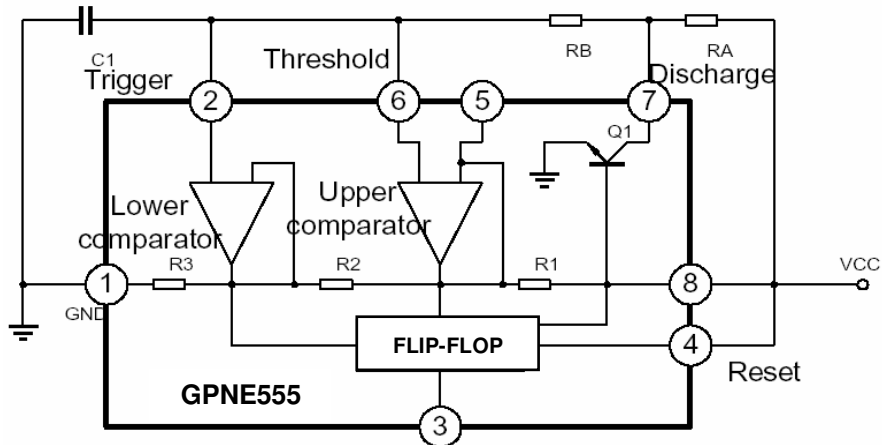 C1
RB
RA
Trigger
Threshold
Discharge
2
6
5
7
Q1
Lower
comparator
Upper
comparator
R3
R2
R1
1
8
VCC
GND
FLIP-FLOP
4
Reset
GPNE555
3